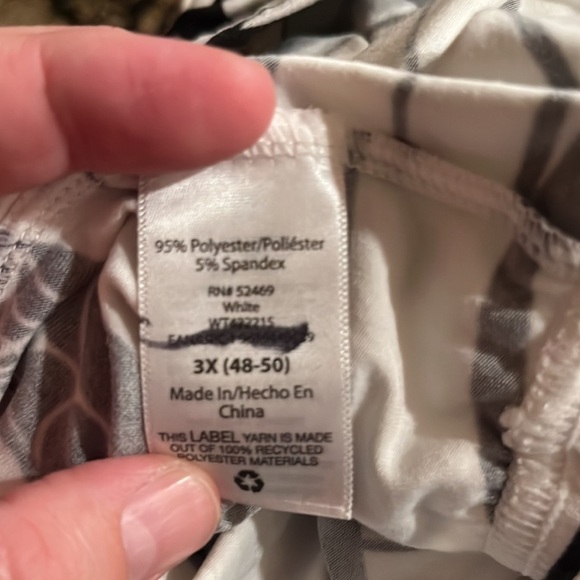 95% Polyester/Poliéster
5% Spandex
RN# 52469
White
3X (48-50)
Made In/Hecho En
China
THIS LABEL YARN IS MADE
OUT OF 100% RECYCLED
POLYESTER MATERIALS